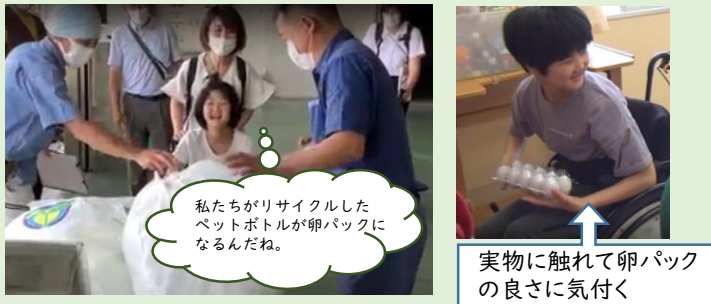 私たちがリサイクルした
ペットボトルが卵パックに
なるんだね。
実物に触れて卵パック
の良さに気付く